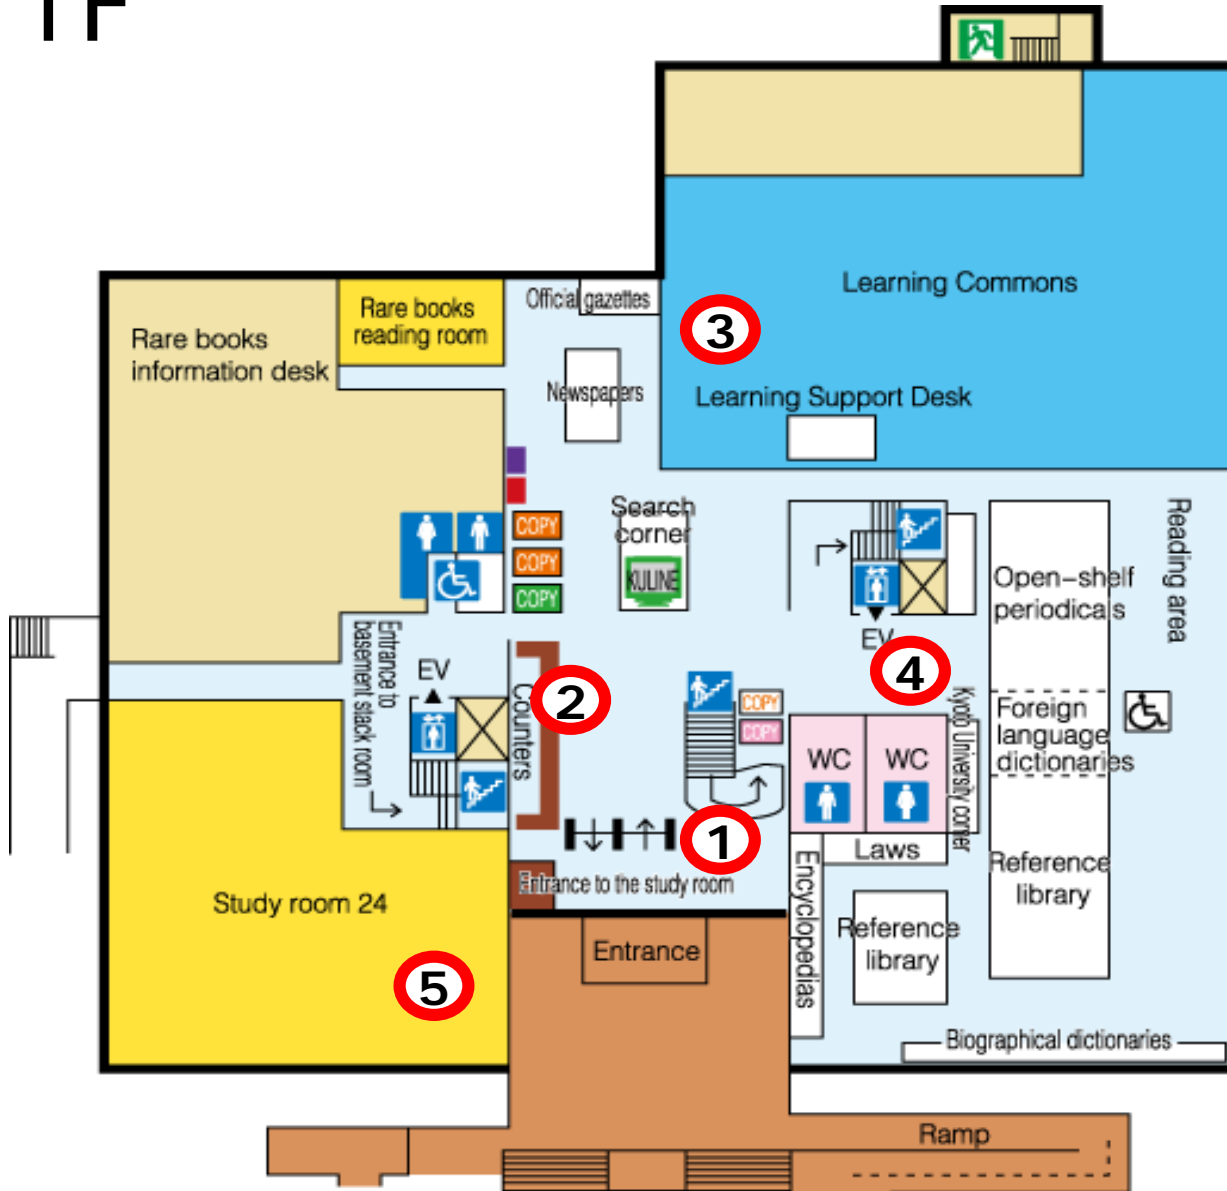 1F
Official gazettes
Learning Commons
Rare books
reading room
Rare books
information desk
3
Newspapers
Learning Support Desk
Search
corner
KULINE
COPY
COPY
COPY
Open-shelf
periodicals
Reading area
EV
4
Entrance to
basement stack room
EV
Counters
2
COPY
COPY
WC
WC
Kyoto University corner
Foreign
language
dictionaries
1
Laws
Encyclopedias
Reference
library
Reference
library
Entrance to the study room
Study room 24
Entrance
5
Biographical dictionaries
Ramp